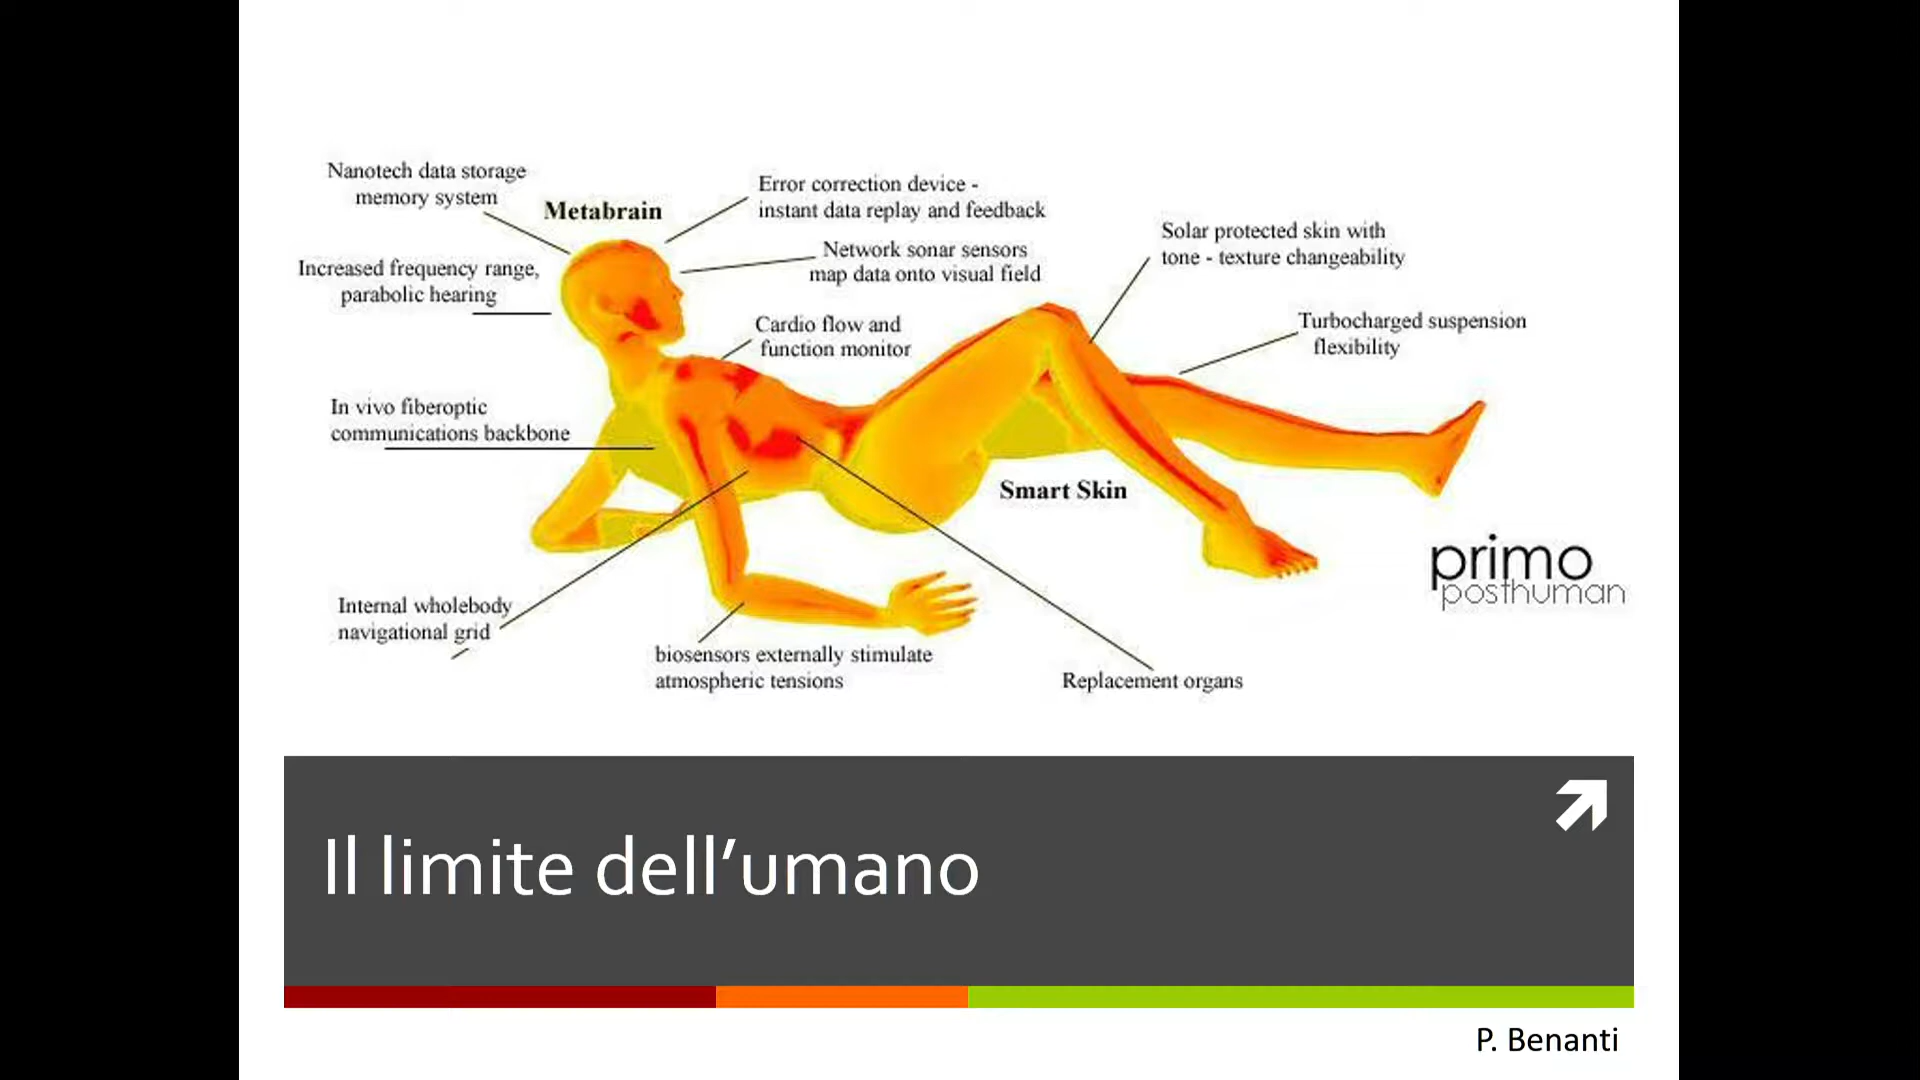 Nanotech data storage
memory system
Metabrain
Error correction device -
instant data replay and feedback
Network sonar sensors
map data onto visual field
Solar protected skin with
tone - texture changeability
Increased frequency range,
parabolic hearing
Cardio flow and
function monitor
Turbocharged suspension
flexibility
In vivo fiberoptic
communications backbone
Smart Skin
primo
posthuman
Internal wholebody
navigational grid
biosensors externally stimulate
atmospheric tensions
Replacement organs
Il limite dell’umano
P. Benanti